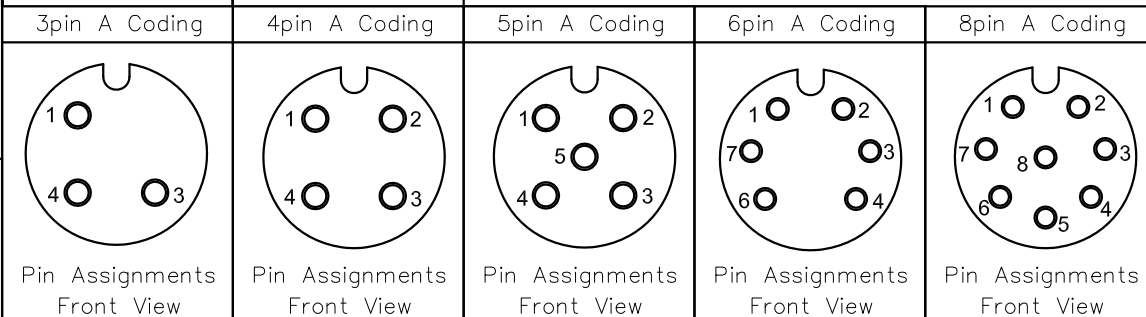 3pin A Coding
4pin A Coding
5pin A Coding
6pin A Coding
8pin A Coding
1
4
3
1
2
4
3
1
2
5
4
3
1
2
7
3
6
4
1
2
7
8
3
6
4
5
Pin Assignments
Front View
Pin Assignments
Front View
Pin Assignments
Front View
Pin Assignments
Front View
Pin Assignments
Front View